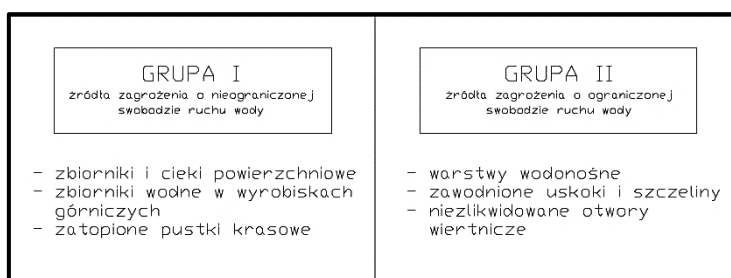 GRUPA I
źródła zagrożenia o nieograniczonej
swobodzie ruchu wody
- zbiorniki i cieki powierzchniowe
- zbiorniki wodne w wyrobiskach
górniczych
- zatopione pustki krasowe
GRUPA II
źródła zagrożenia o ograniczonej
swobodzie ruchu wody
- warstwy wodonośne
- zawodnione uskoki i szczeliny
- niezlikwidowane otwory
wiertnicze